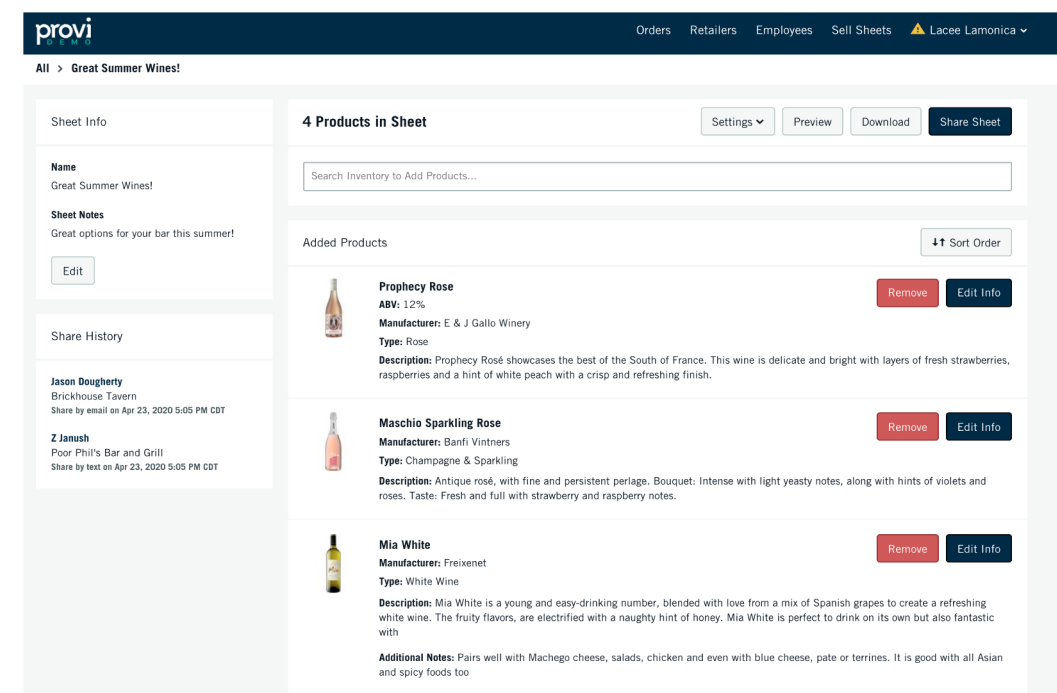 provi
DEMO
Orders Retailers Employees Sell Sheets Lacee Lamonica
All > Great Summer Wines!
Sheet Info
Name
Great Summer Wines!
Sheet Notes
Great options for your bar this summer!
Edit
Share History
Jason Dougherty
Brickhouse Tavern
Share by email on Apr 23, 2020 5:05 PM CDT
Z Janush
Poor Phil's Bar and Grill
Share by text on Apr 23, 2020 5:05 PM CDT
4 Products in Sheet
Settings Preview Download Share Sheet
Search Inventory to Add Products...
Added Products
Sort Order
Prophecy Rose
Remove Edit Info
ABV: 12%
Manufacturer: E & J Gallo Winery
Type: Rose
Description: Prophecy Rosé showcases the best of the South of France. This wine is delicate and bright with layers of fresh strawberries,
raspberries and a hint of white peach with a crisp and refreshing finish.
Maschio Sparkling Rose
Remove Edit Info
Manufacturer: Banfi Vintners
Type: Champagne & Sparkling
Description: Antique rosé, with fine and persistent perlage. Bouquet: Intense with light yeasty notes, along with hints of violets and
roses. Taste: Fresh and full with strawberry and raspberry notes.
Mia White
Remove Edit Info
Manufacturer: Freixenet
Type: White Wine
Description: Mia White is a young and easy-drinking number, blended with love from a mix of Spanish grapes to create a refreshing
white wine. The fruity flavors, are electrified with a naughty hint of honey. Mia White is perfect to drink on its own but also fantastic
with
Additional Notes: Pairs well with Machego cheese, salads, chicken and even with blue cheese, pate or terrines. It is good with all Asian
and spicy foods too